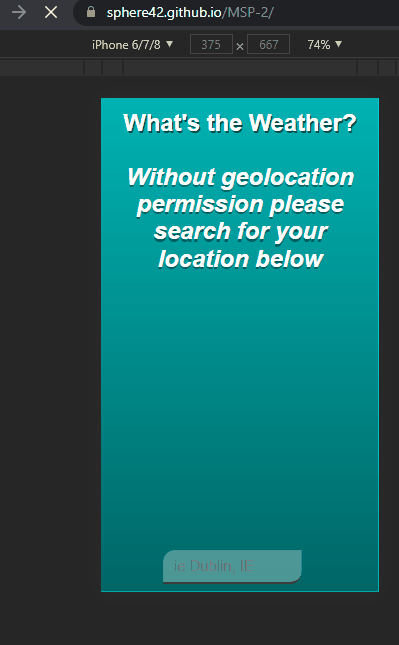 sphere42.github.io/MSP-2/
iPhone 6/7/8 ▼ 375 × 667 74% ▼
What's the Weather?
Without geolocation
permission please
search for your
location below
ie Dublin, IE